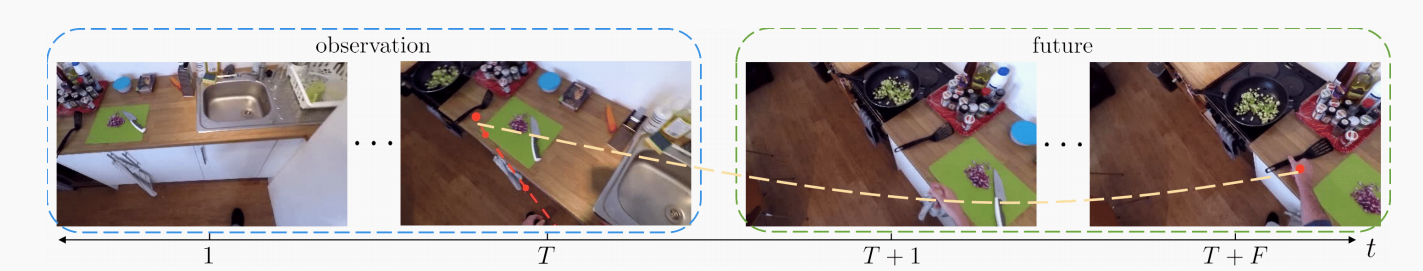 observation
future
...
...
1
T
T + 1
T + F
t